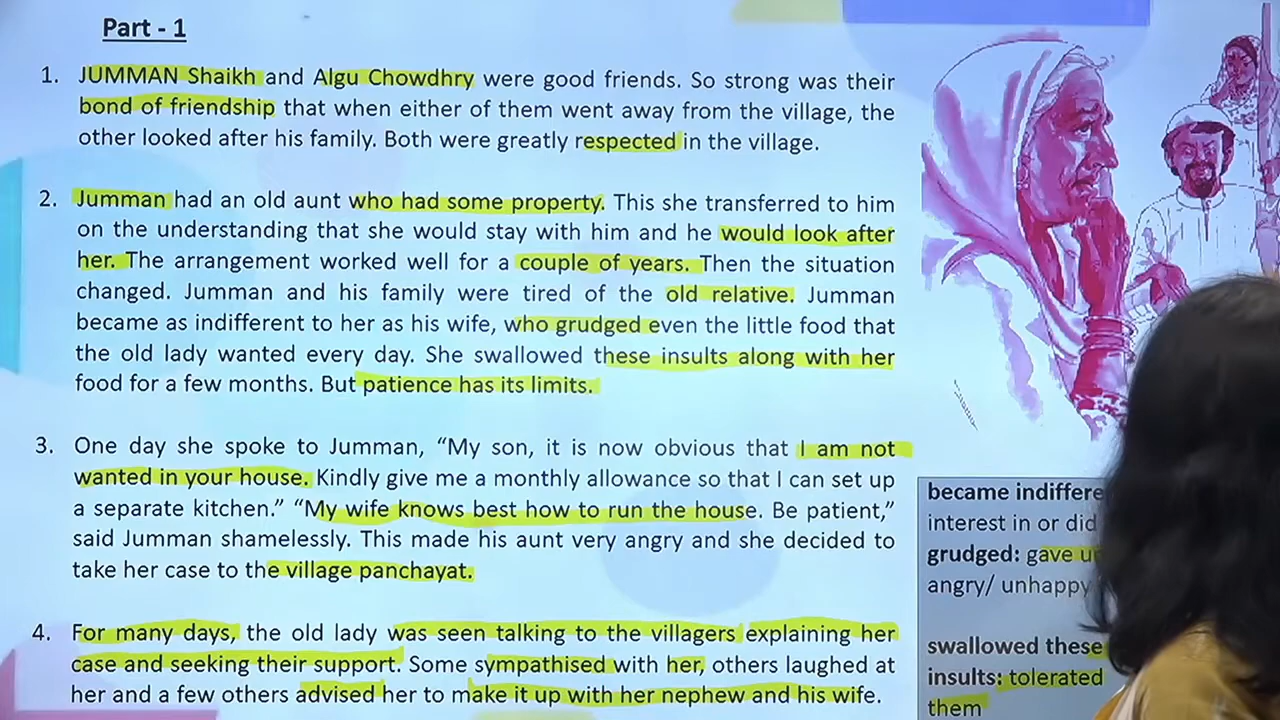 Part - 1
1. JUMMAN Shaikh and Algu Chowdhry were good friends. So strong was their
bond of friendship that when either of them went away from the village, the
other looked after his family. Both were greatly respected in the village.
2. Jumman had an old aunt who had some property. This she transferred to him
on the understanding that she would stay with him and he would look after
her. The arrangement worked well for a couple of years. Then the situation
changed. Jumman and his family were tired of the old relative. Jumman
became as indifferent to her as his wife, who grudged even the little food that
the old lady wanted every day. She swallowed these insults along with her
food for a few months. But patience has its limits.
3. One day she spoke to Jumman, “My son, it is now obvious that I am not
wanted in your house. Kindly give me a monthly allowance so that I can set up
a separate kitchen.” “My wife knows best how to run the house. Be patient,”
said Jumman shamelessly. This made his aunt very angry and she decided to
take her case to the village panchayat.
4. For many days, the old lady was seen talking to the villagers explaining her
case and seeking their support. Some sympathised with her, others laughed at
her and a few others advised her to make it up with her nephew and his wife.
became
interest in or did
grudged: gave
angry/ unhappy
swallowed these
insults: tolerated
them